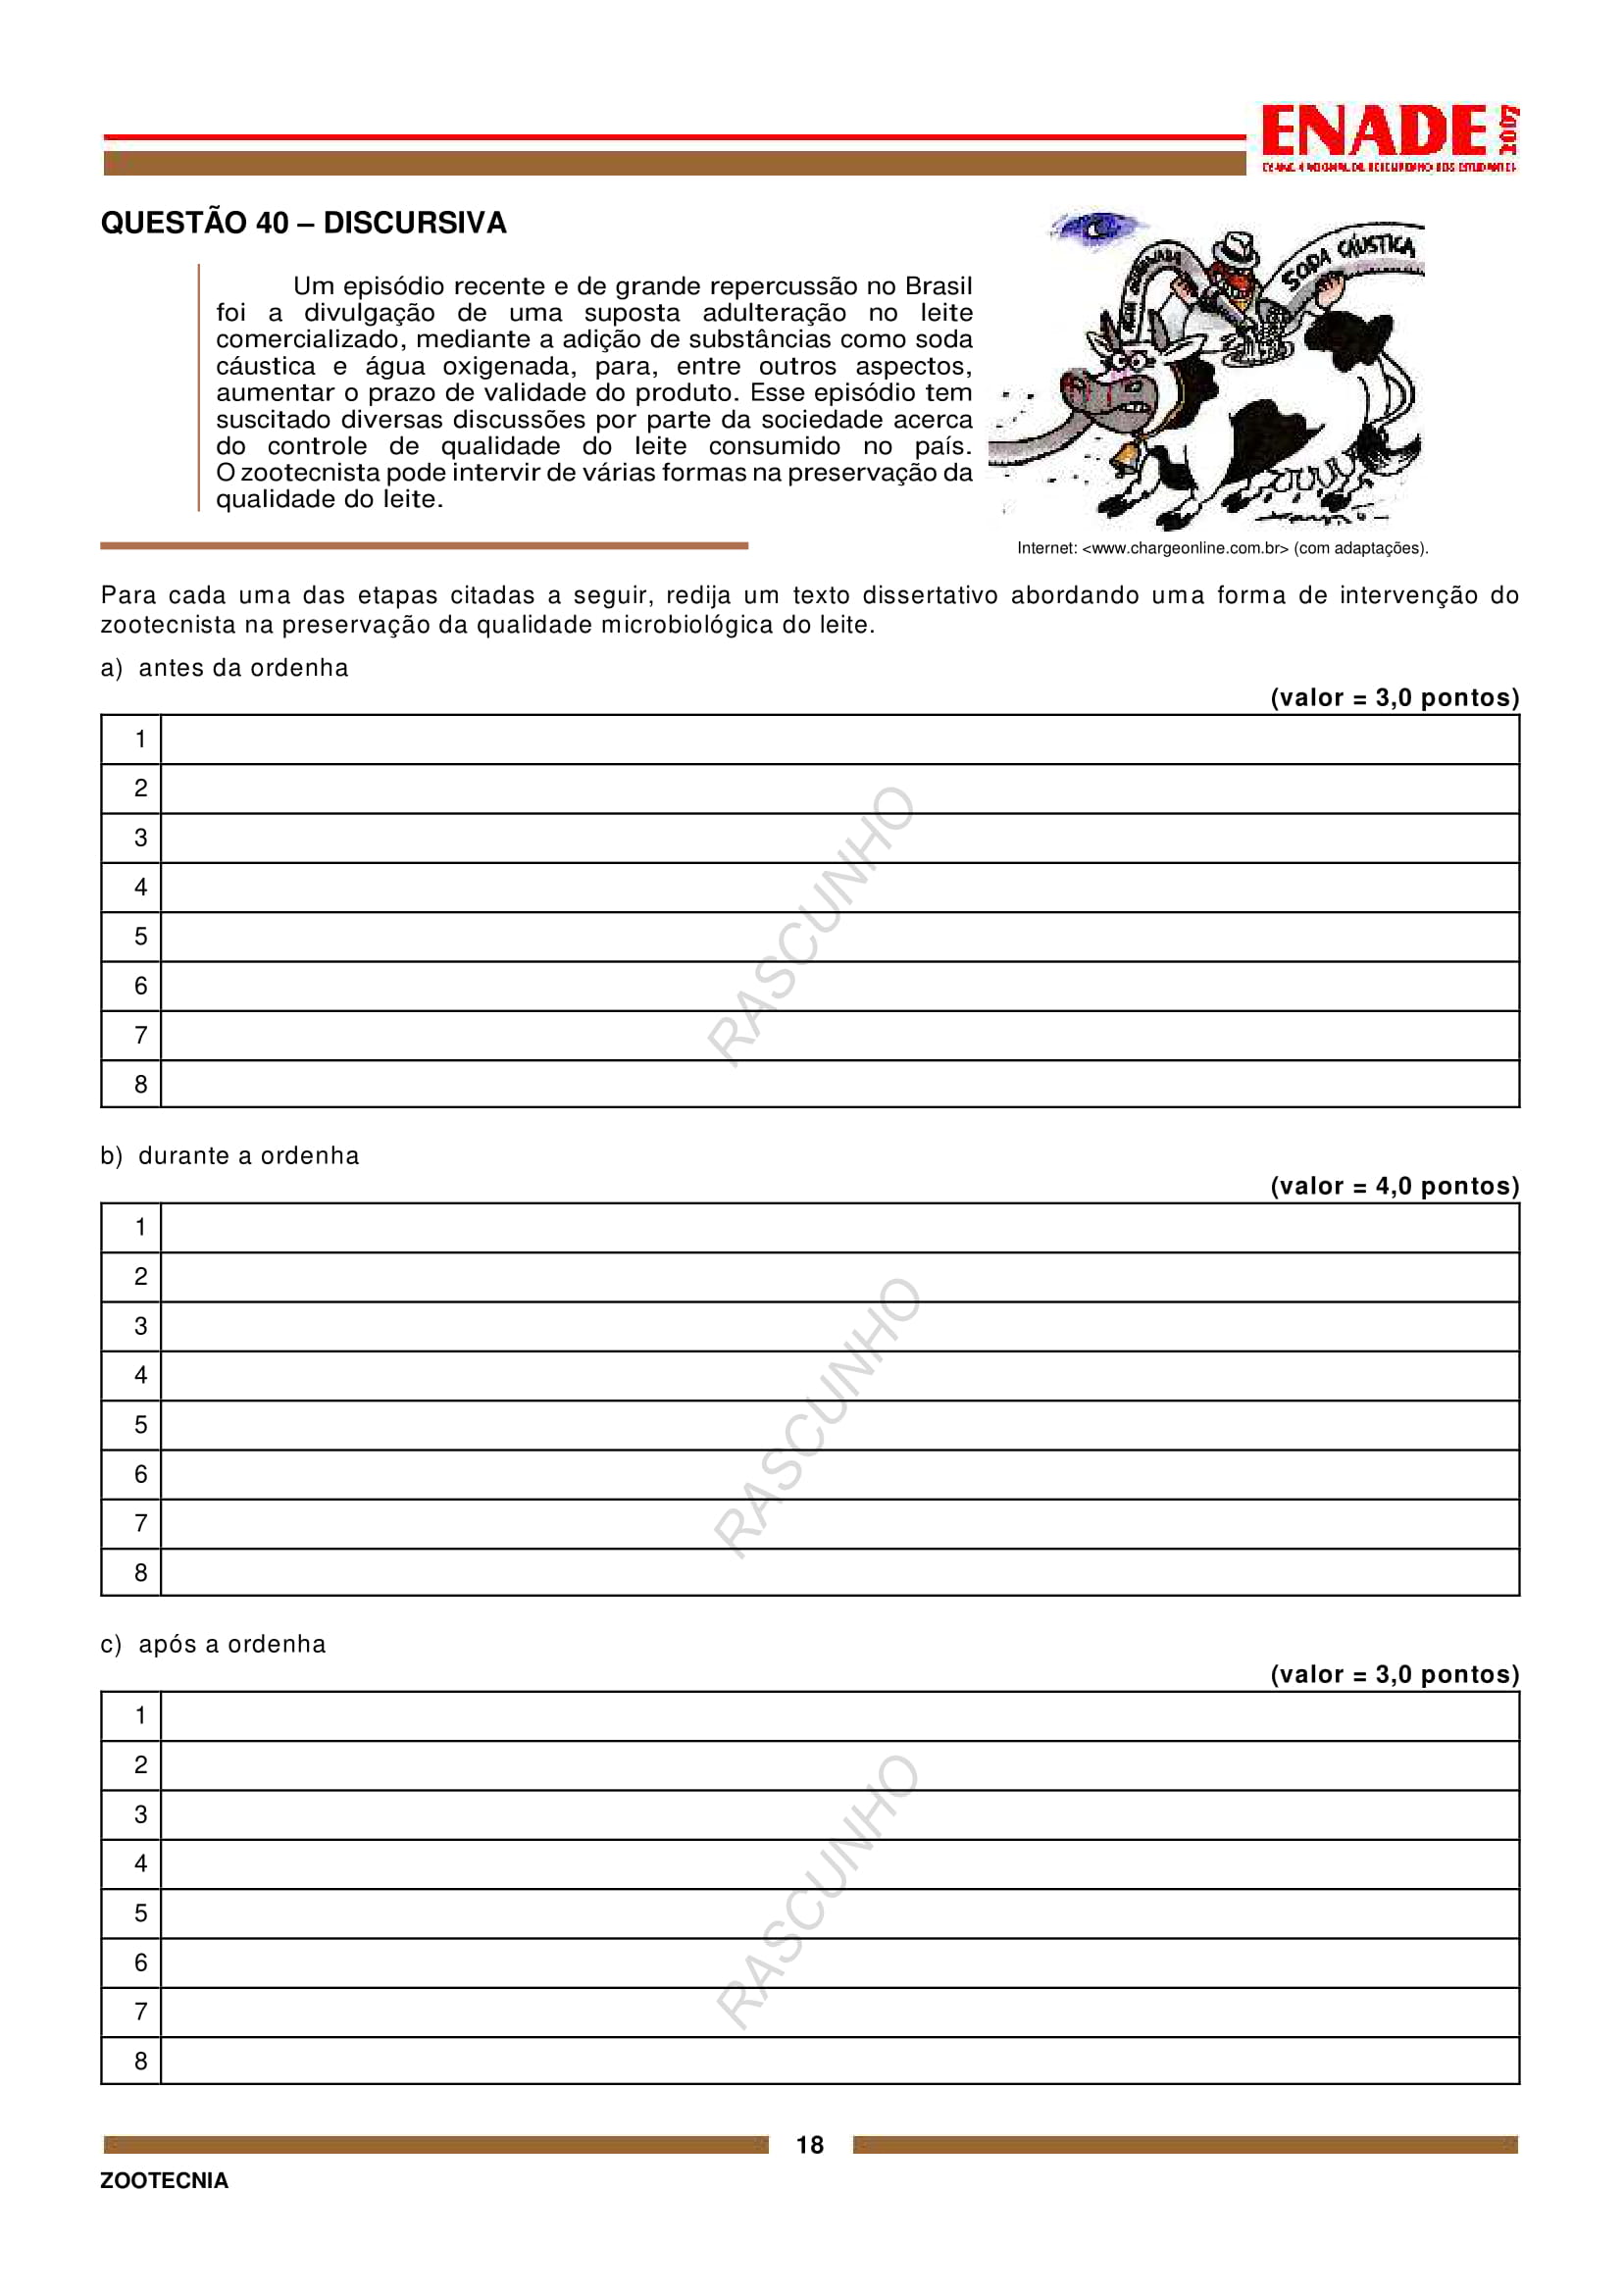 ENADE 2007
QUESTÃO 40 – DISCURSIVA
Um episódio recente e de grande repercussão no Brasil
foi a divulgação de uma suposta adulteração no leite
comercializado, mediante a adição de substâncias como soda
cáustica e água oxigenada, para, entre outros aspectos,
aumentar o prazo de validade do produto. Esse episódio tem
suscitado diversas discussões por parte da sociedade acerca
do controle de qualidade do leite consumido no país.
O zootecnista pode intervir de várias formas na preservação da
qualidade do leite.
SODA CÁUSTICA
Internet: <www.chargeonline.com.br> (com adaptações).
Para cada uma das etapas citadas a seguir, redija um texto dissertativo abordando uma forma de intervenção do
zootecnista na preservação da qualidade microbiológica do leite.
a) antes da ordenha
(valor = 3,0 pontos)
1
2
3
4
5
6
7
8
RASCUNHO
b) durante a ordenha
(valor = 4,0 pontos)
1
2
3
4
5
6
7
8
RASCUNHO
c) após a ordenha
(valor = 3,0 pontos)
1
2
3
4
5
6
7
8
RASCUNHO
18
ZOOTECNIA